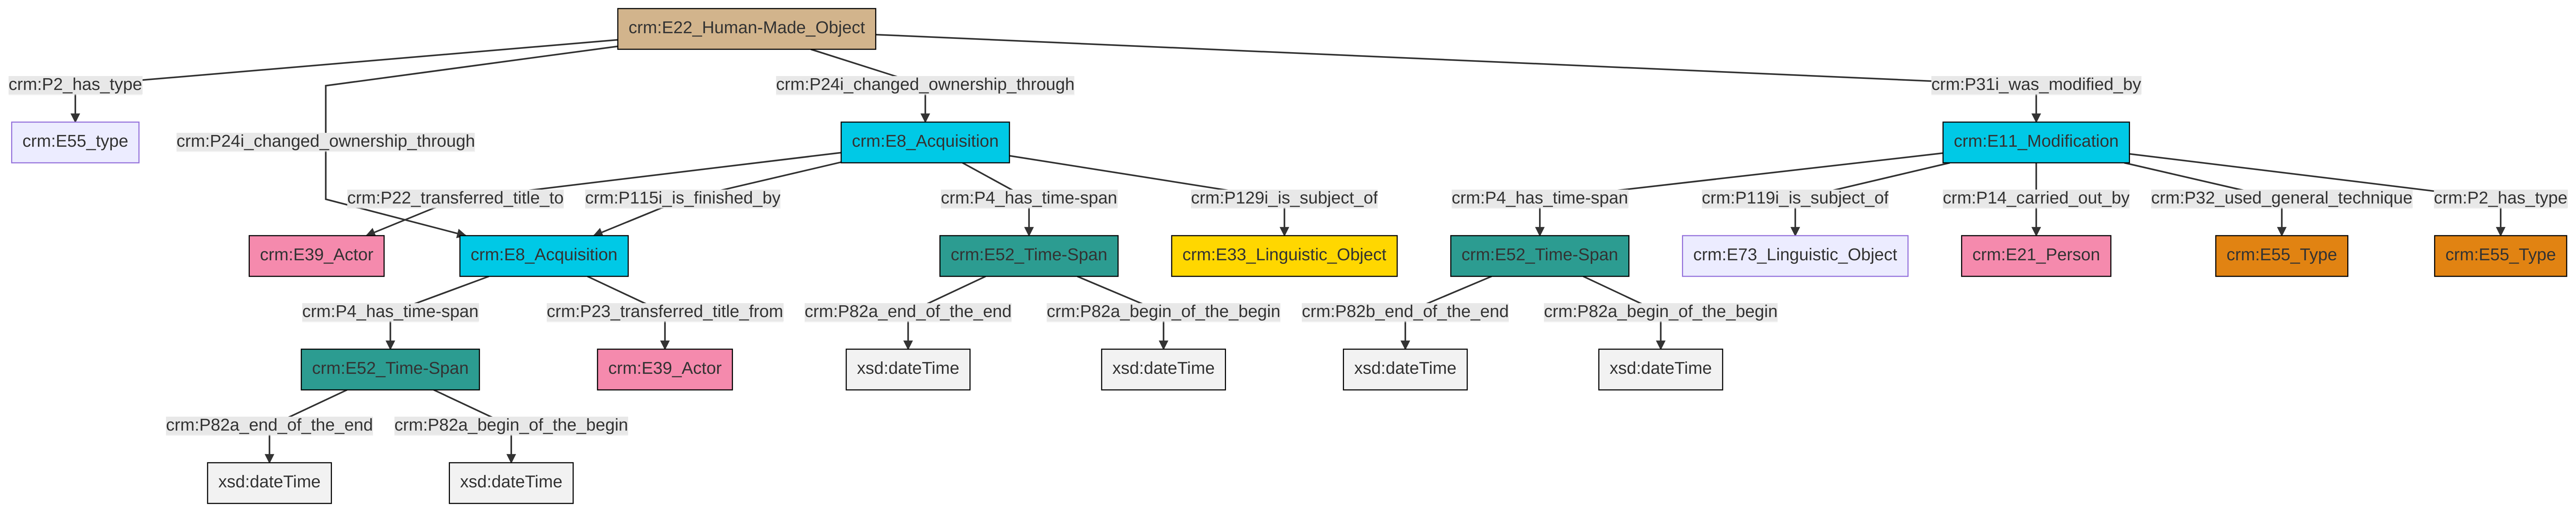 crm:E22_Human-Made_Object
crm:P2_has_type
crm:P24i_changed_ownership_through
crm:P31i_was_modified_by
crm:E55_type
crm:P24i_changed_ownership_through
crm:E8_Acquisition
crm:E11_Modification
crm:P22_transferred_title_to
crm:P115i_is_finished_by
crm:P4_has_time-span
crm:P129i_is_subject_of
crm:P4_has_time-span
crm:P119i_is_subject_of
crm:P14_carried_out_by
crm:P32_used_general_technique
crm:P2_has_type
crm:E39_Actor
crm:E8_Acquisition
crm:E52_Time-Span
crm:E33_Linguistic_Object
crm:E52_Time-Span
crm:E73_Linguistic_Object
crm:E21_Person
crm:E55_Type
crm:E55_Type
crm:P4_has_time-span
crm:P23_transferred_title_from
crm:P82a_end_of_the_end
crm:P82a_begin_of_the_begin
crm:P82b_end_of_the_end
crm:P82a_begin_of_the_begin
crm:E52_Time-Span
crm:E39_Actor
xsd:dateTime
xsd:dateTime
xsd:dateTime
xsd:dateTime
crm:P82a_end_of_the_end
crm:P82a_begin_of_the_begin
xsd:dateTime
xsd:dateTime